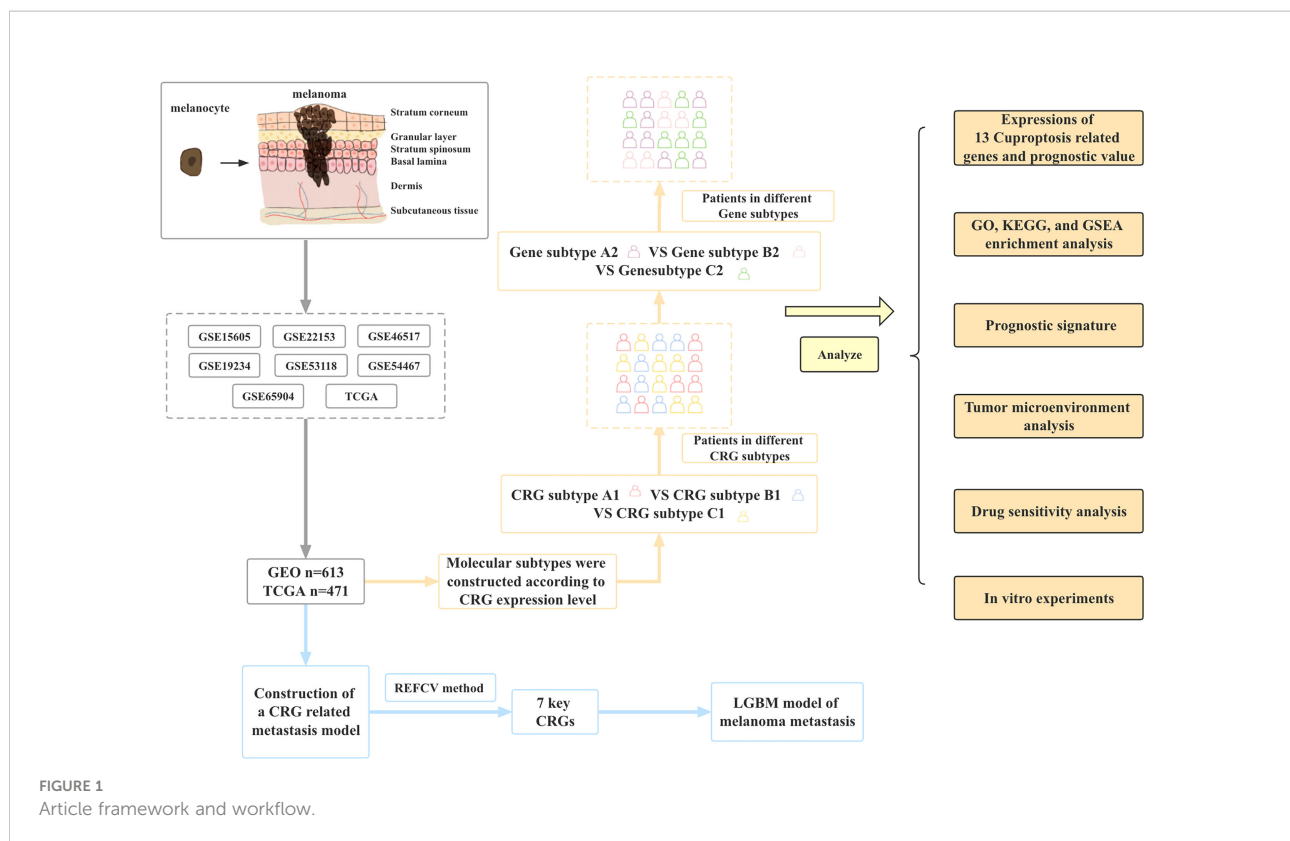 melanoma
melanocyte
Stratum corneum
Granular layer
Stratum spinosum
Basal lamina
Dermis
Subcutaneous tissue
GSE15605
GSE22153
GSE46517
GSE19234
GSE53118
GSE54467
GSE65904
TCGA
GEO n=613
TCGA n=471
Molecular subtypes were
constructed according to
CRG expression level
CRG subtype A1 VS CRG subtype B1
VS CRG subtype C1
Patients in different
CRG subtypes
Gene subtype A2 VS Gene subtype B2
VS Genesubtype C2
Patients in different
Gene subtypes
Analyze
Expressions of
13 Cuproptosis related
genes and prognostic value
GO, KEGG, and GSEA
enrichment analysis
Prognostic signature
Tumor microenvironment
analysis
Drug sensitivity analysis
In vitro experiments
Construction of
a CRG related
metastasis model
REFCV method
7 key
CRGs
LGBM model of
melanoma metastasis
FIGURE 1
Article framework and workflow.